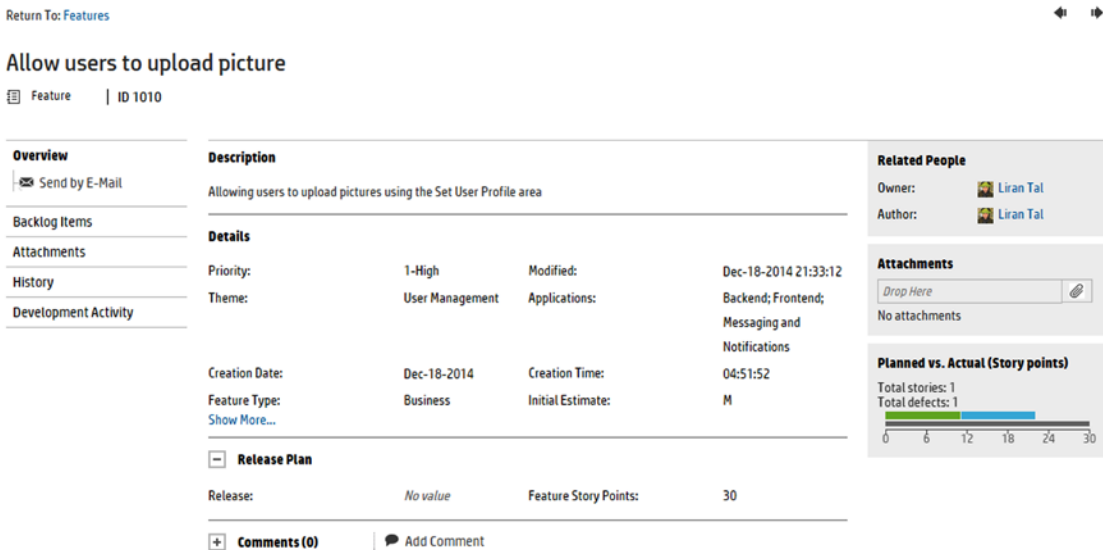 Return To: Features
Allow users to upload picture
Feature | ID 1010
Overview
Send by E-Mail
Backlog Items
Attachments
History
Development Activity
Description
Allowing users to upload pictures using the Set User Profile area
Details
Priority: 1-High Modified: Dec-18-2014 21:33:12
Theme: User Management Applications: Backend; Frontend;
Messaging and
Notifications
Creation Date: Dec-18-2014 Creation Time: 04:51:52
Feature Type: Business Initial Estimate: M
Show More...
Release Plan
Release: No value Feature Story Points: 30
Comments (0) Add Comment
Related People
Owner: Liran Tal
Author: Liran Tal
Attachments
Drop Here
No attachments
Planned vs. Actual (Story points)
Total stories: 1
Total defects: 1
0 6 12 18 24 30